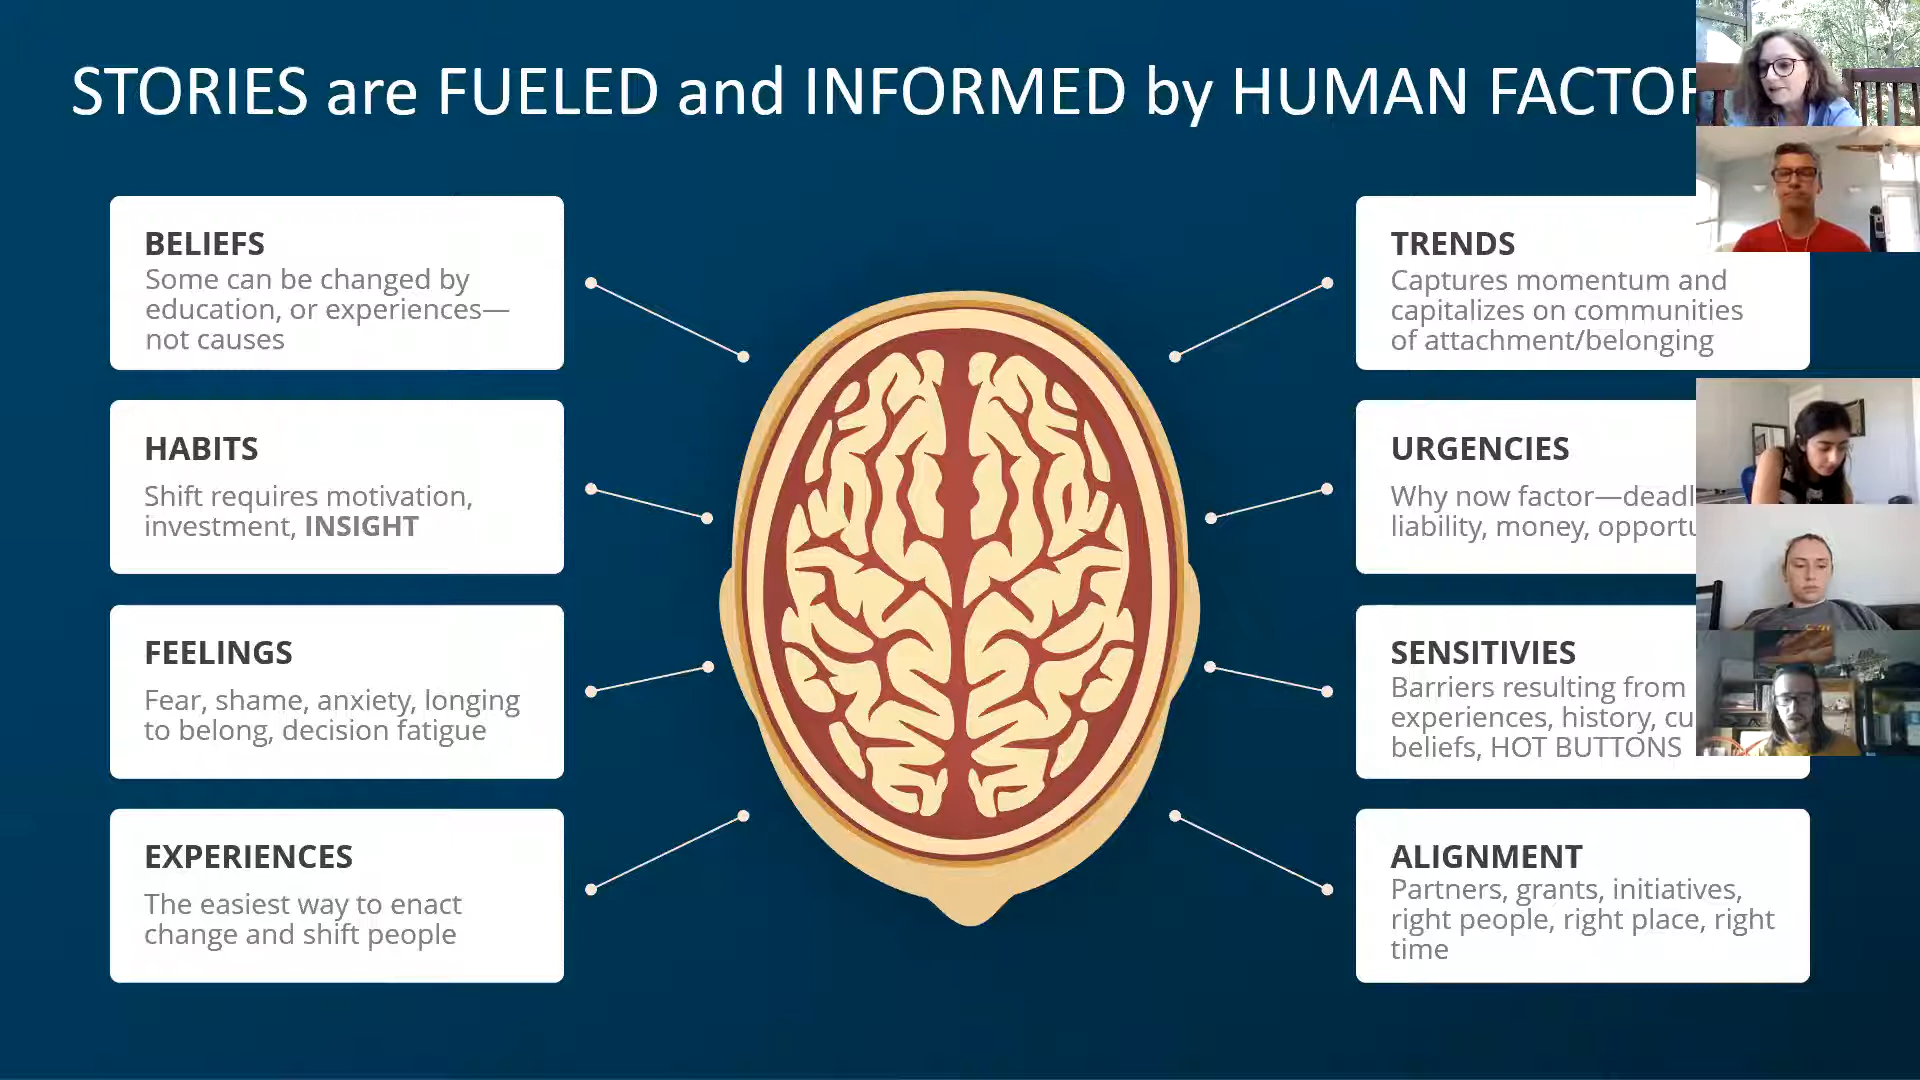 STORIES are FUELED and INFORMED by HUMAN
BELIEFS
Some can be changed by
education, or experiences—
not causes
HABITS
Shift requires motivation,
investment, INSIGHT
FEELINGS
Fear, shame, anxiety, longing
to belong, decision fatigue
EXPERIENCES
The easiest way to enact
change and shift people
TRENDS
Captures momentum and
capitalizes on communities
of attachment/belonging
URGENCIES
Why now factor—
liability, money,
SENSITIVIES
Barriers resulting from
experiences, history,
beliefs, HOT BUTTONS
ALIGNMENT
Partners, grants, initiatives,
right people, right place, right
time